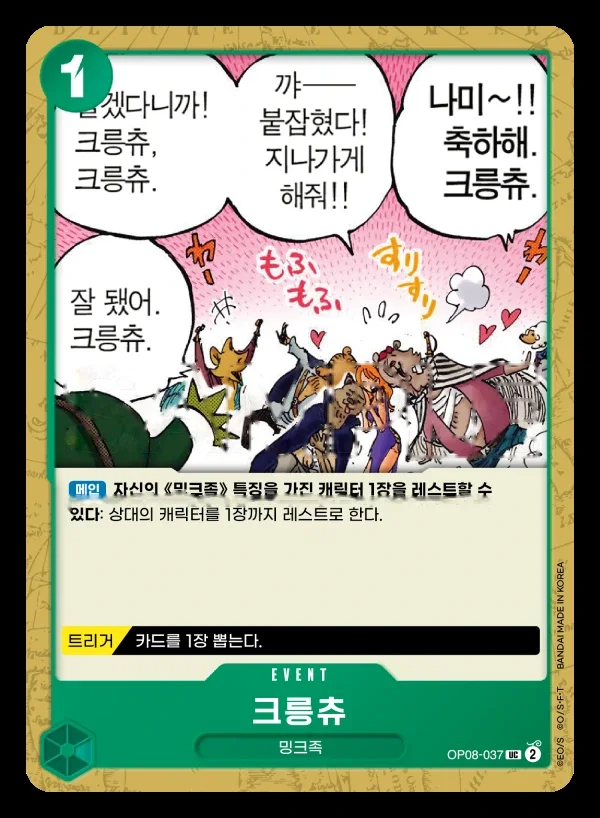 1
겠다니까!
크릉츄,
크릉츄.
꺄――
붙잡혔다!
지나가게
해줘!!
나미~!!
축하해.
크릉츄.
잘 됐어.
크릉츄.
わー
もふ
もふ
すり
すり
わー
메인 자신의 《밍크족》 특징을 가진 캐릭터 1장을 레스트할 수
있다: 상대의 캐릭터를 1장까지 레스트로 한다.
트리거 카드를 1장 뽑는다.
EVENT
크릉츄
밍크족
OP08-037 UC 2
©E.O/S. ©O/S·F·T· BANDAI MADE IN KOREA